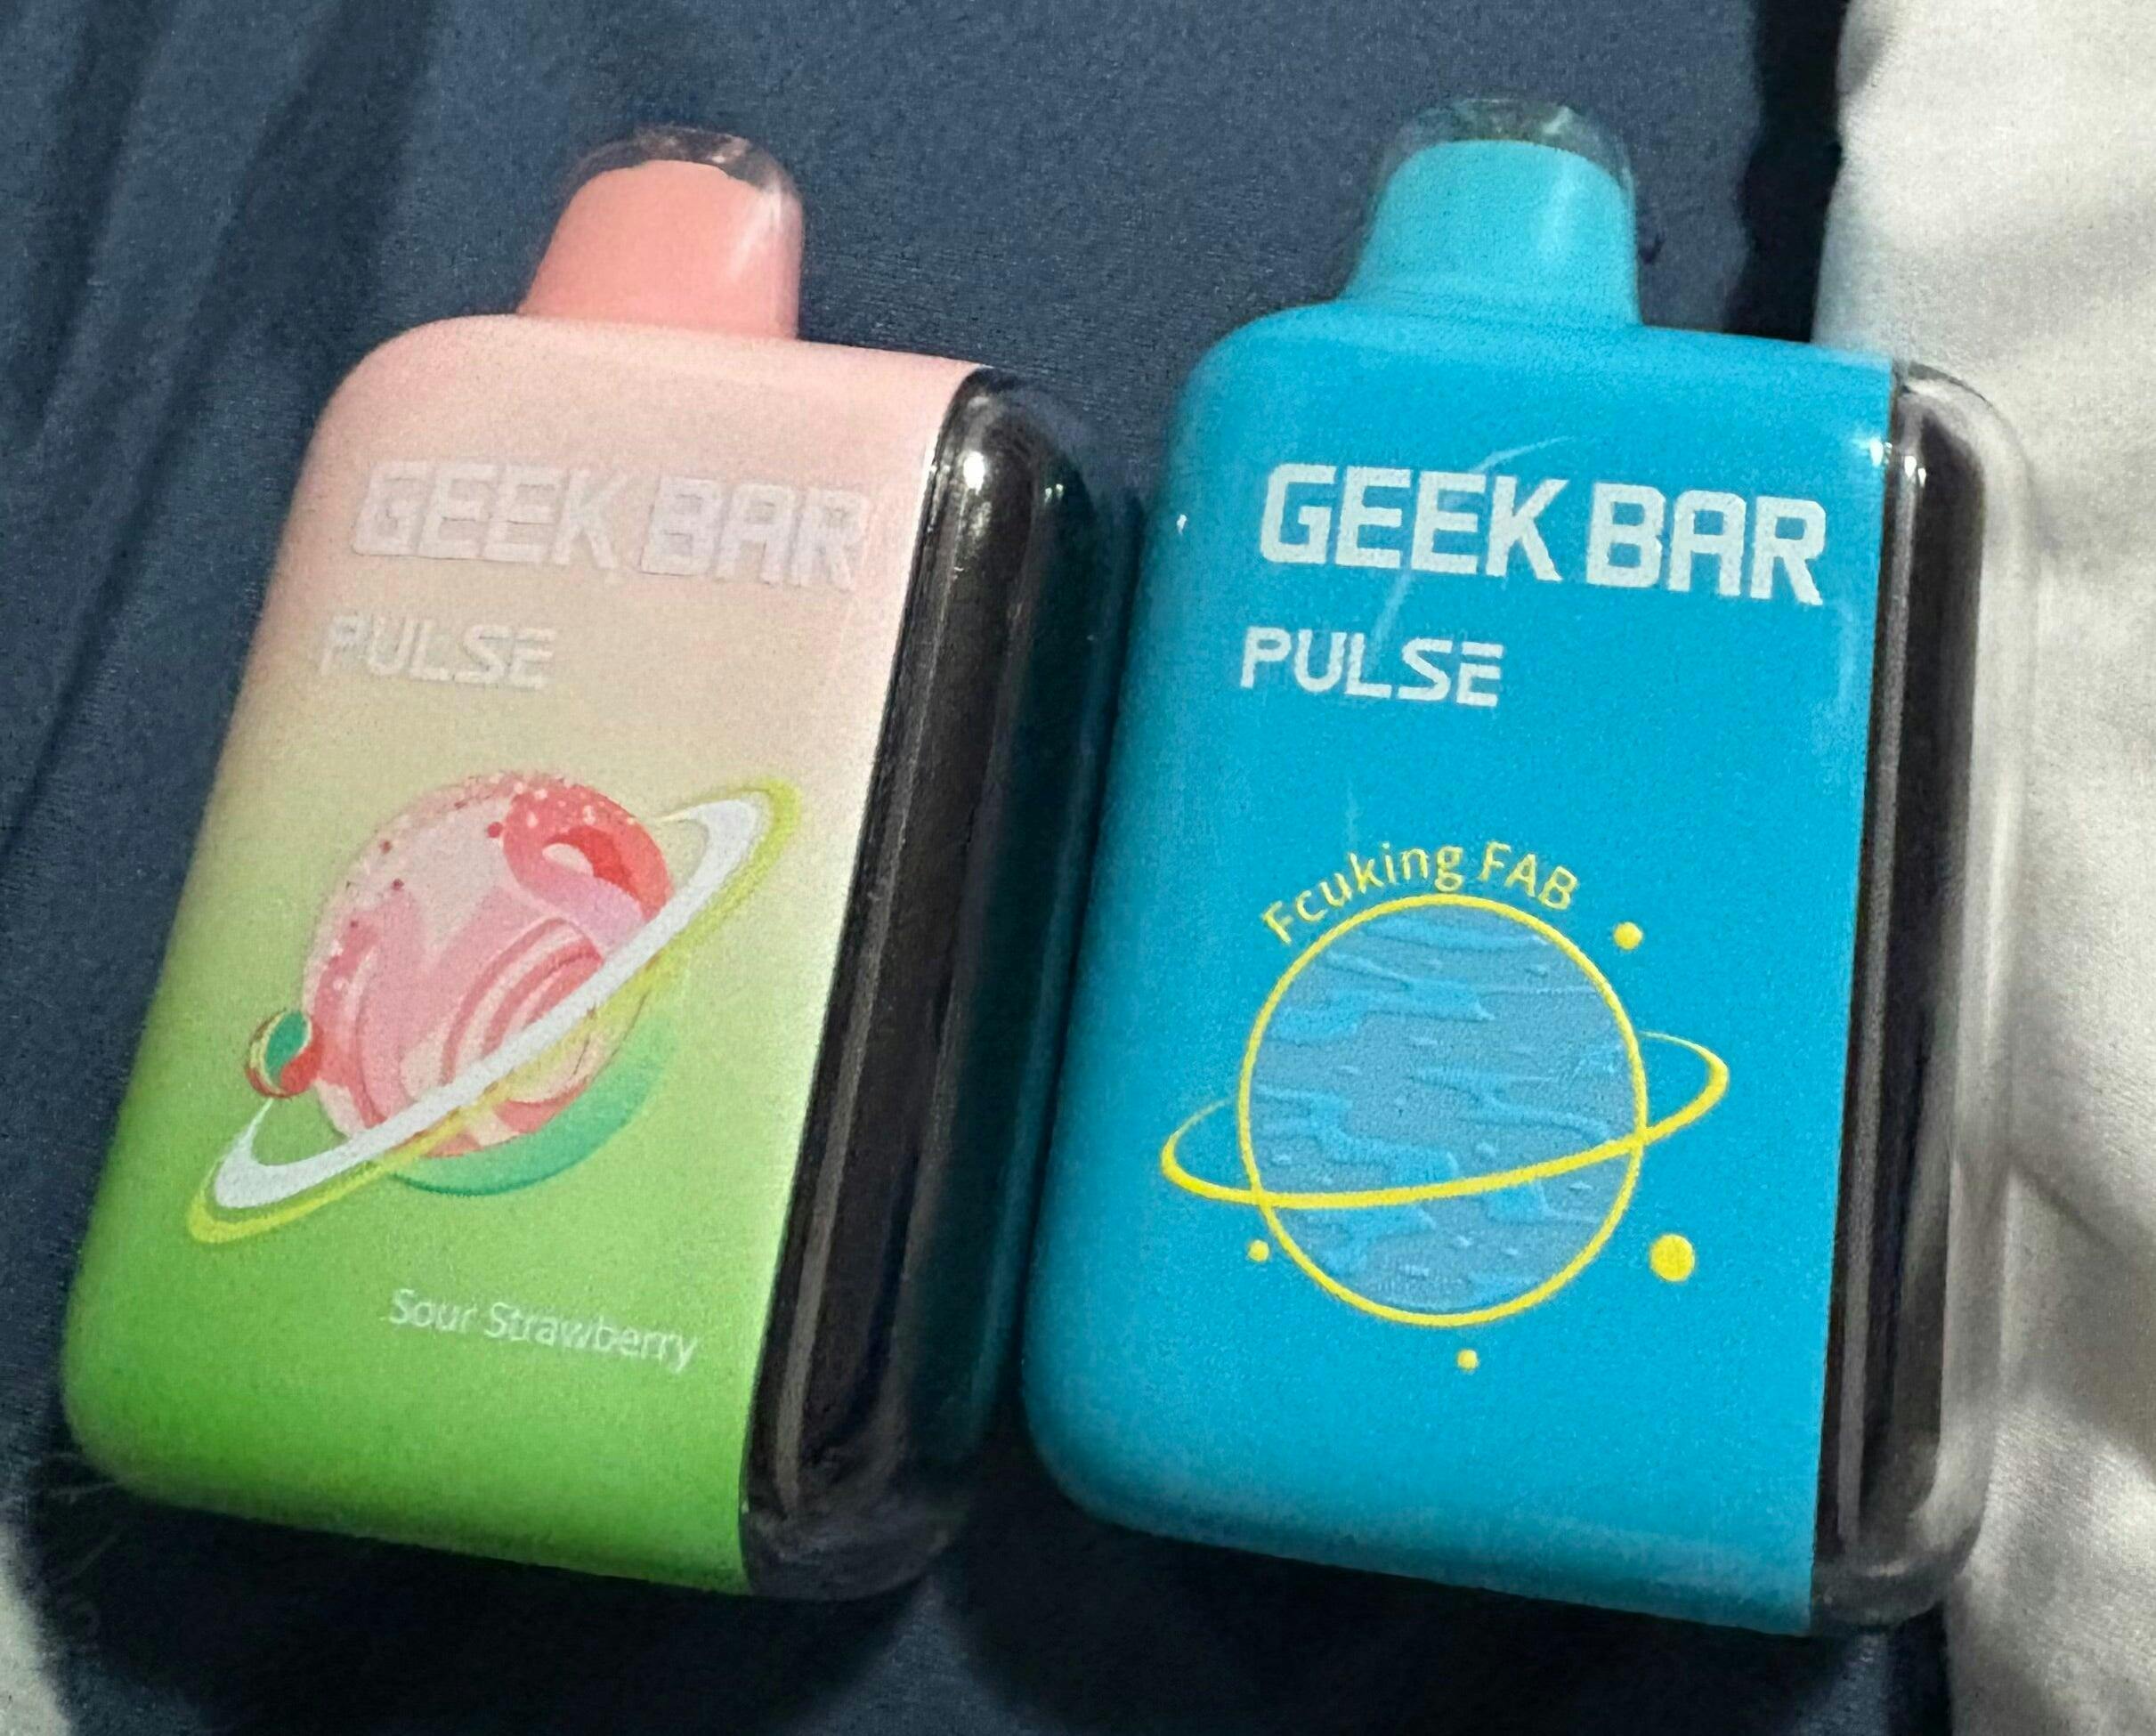 GEEK BAR
PULSE
Sour Strawberry
GEEK BAR
PULSE
Fcuking FAB